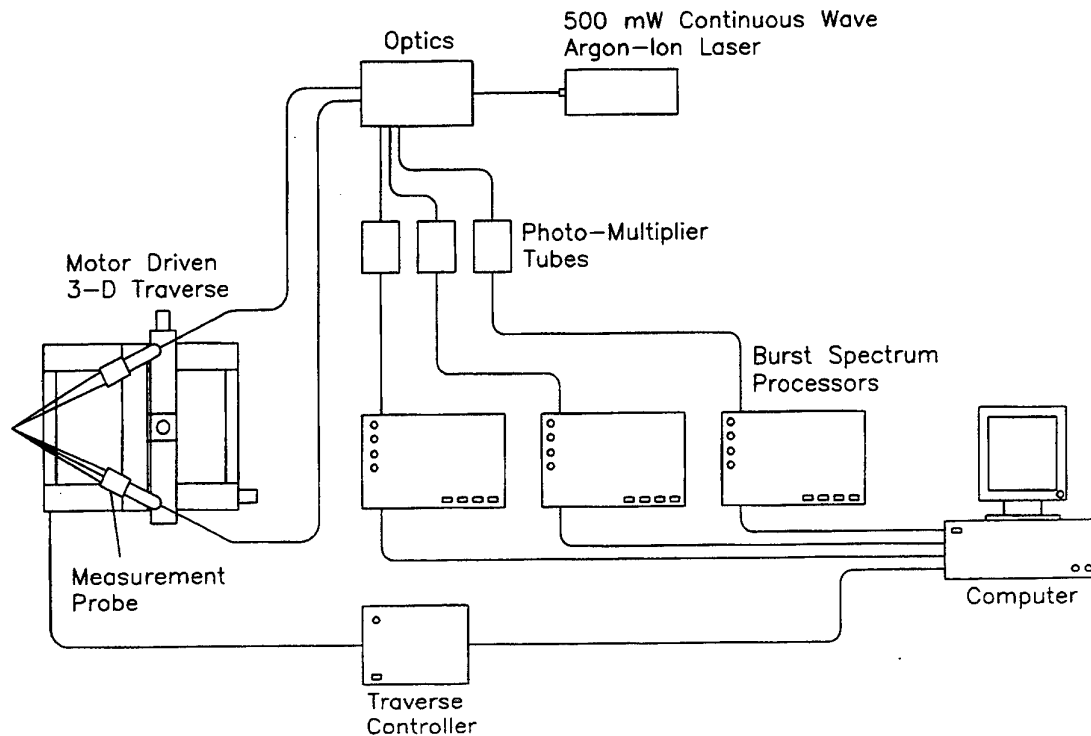 500 mW Continuous Wave
Argon-Ion Laser
Optics
Photo-Multiplier
Tubes
Motor Driven
3-D Traverse
Burst Spectrum
Processors
Measurement
Probe
Computer
Traverse
Controller